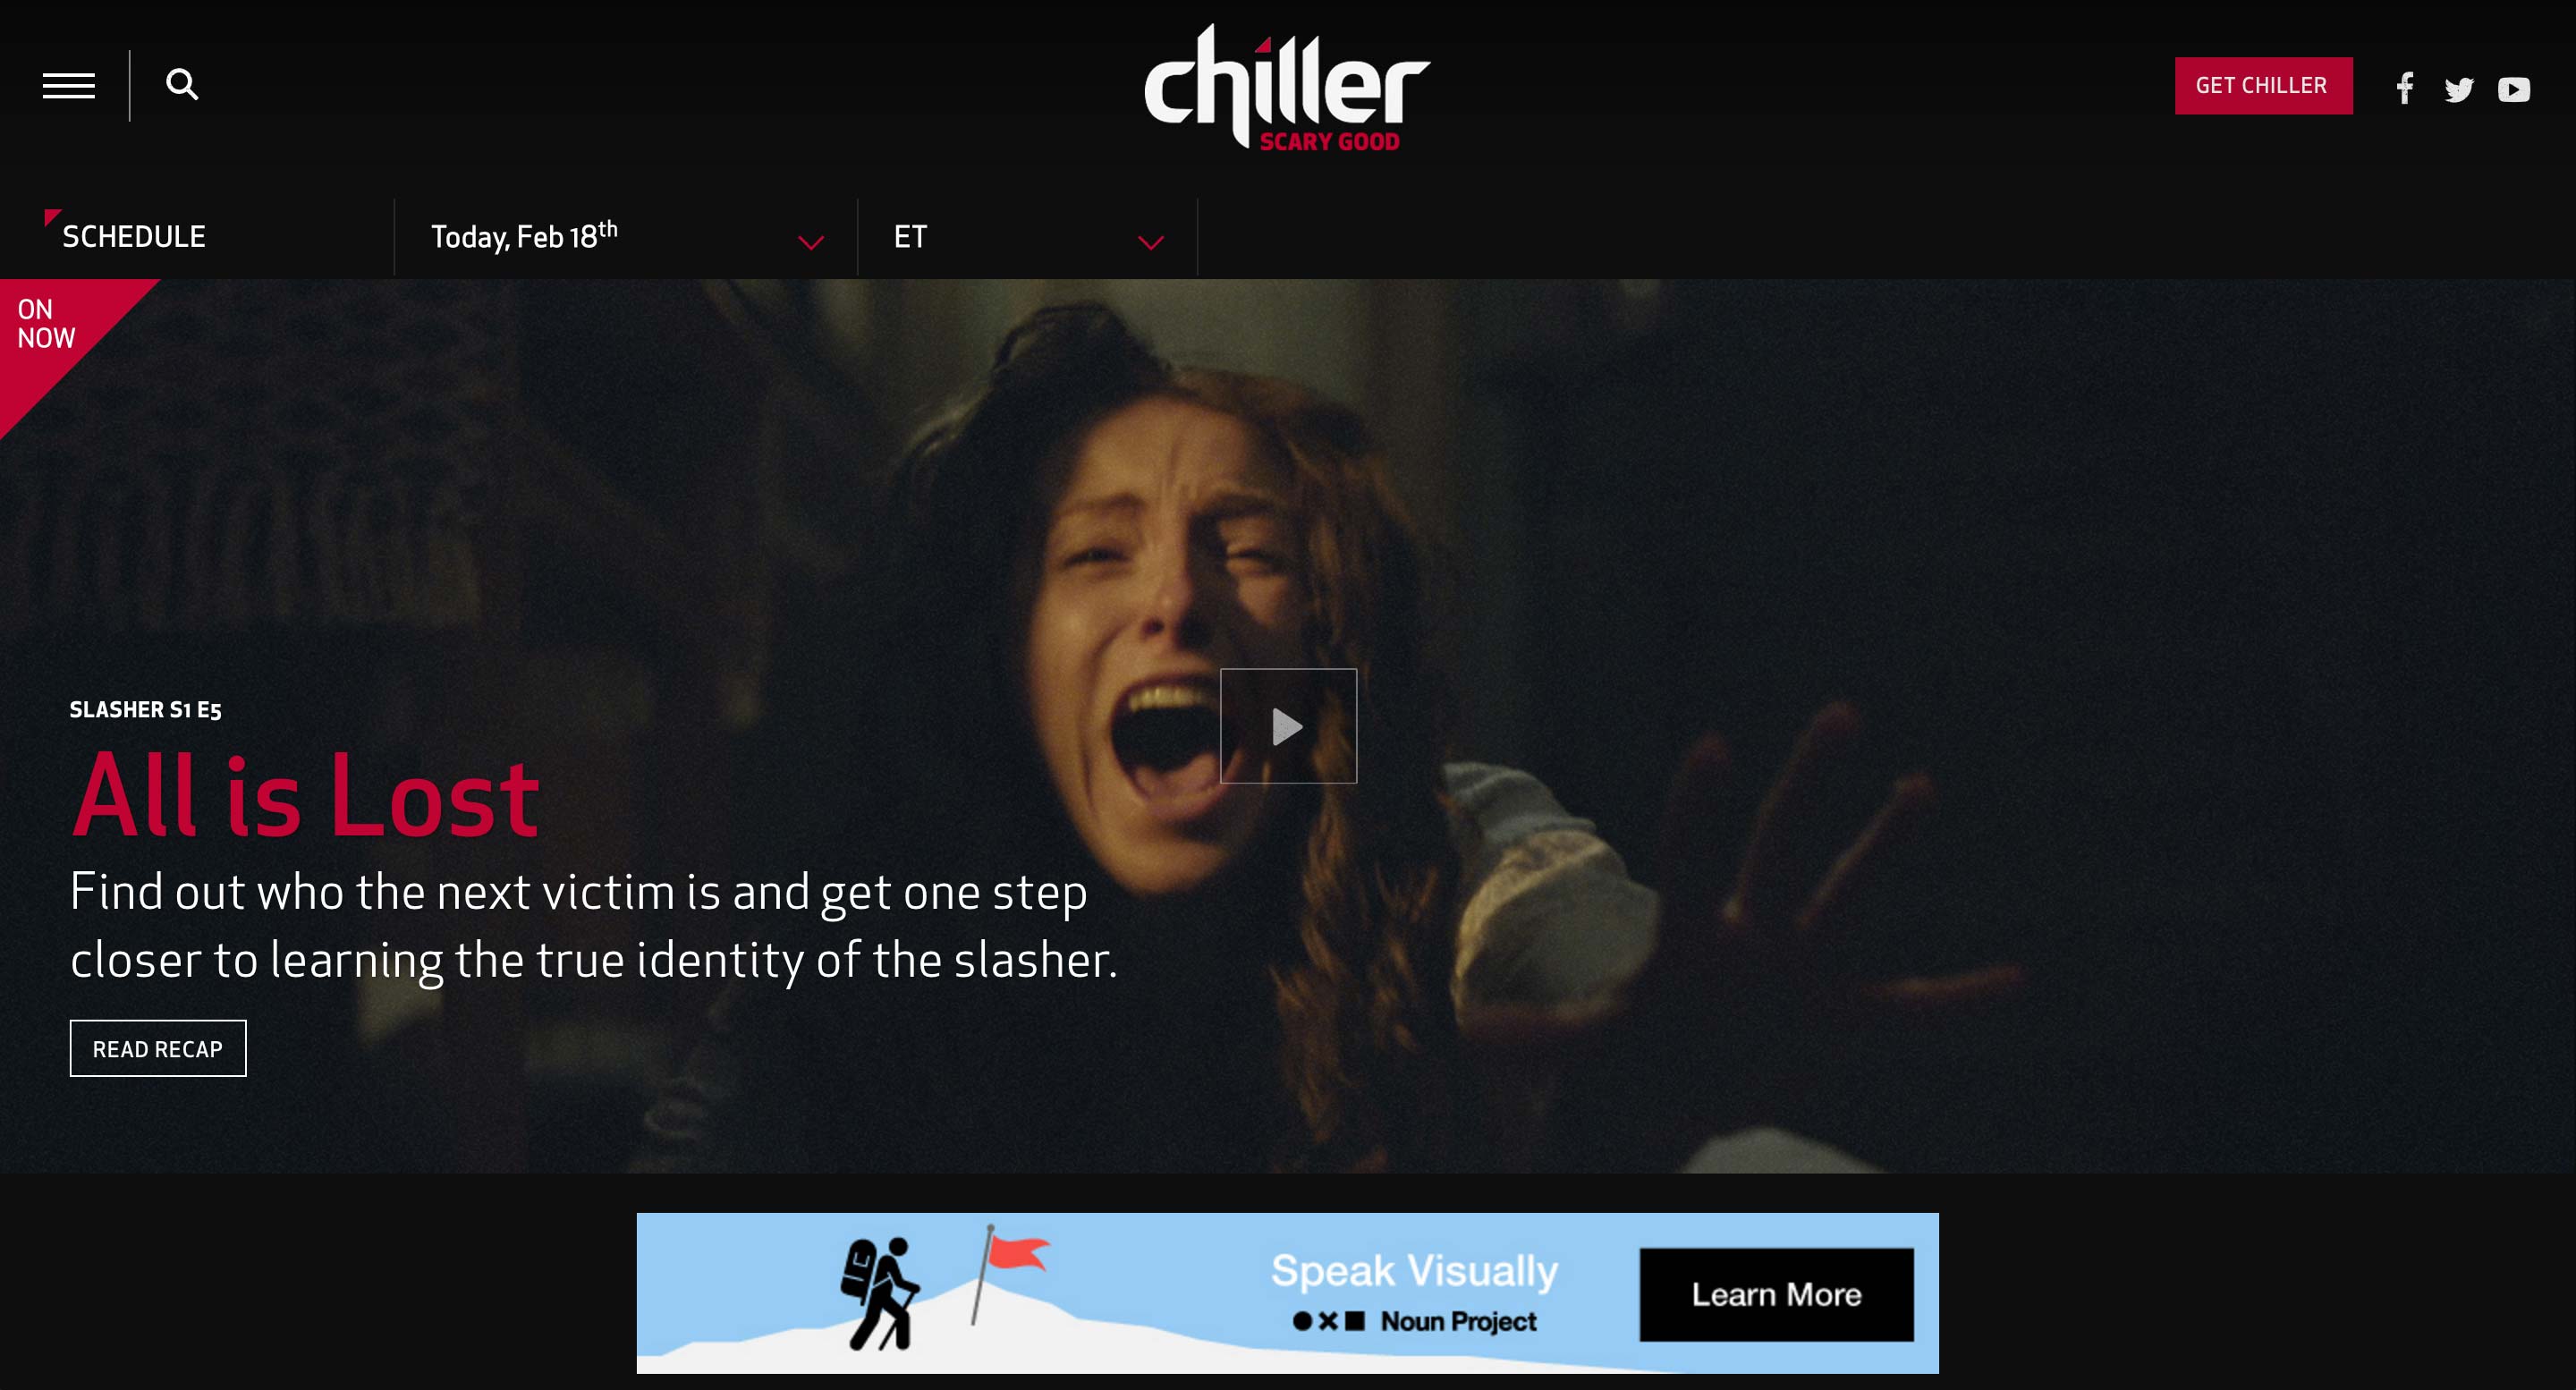 chiller
SCARY GOOD
GET CHILLER
SCHEDULE
Today, Feb 18th
ET
ON
NOW
SLASHER S1 E5
All is Lost
Find out who the next victim is and get one step
closer to learning the true identity of the slasher.
READ RECAP
Speak Visually
Noun Project
Learn More